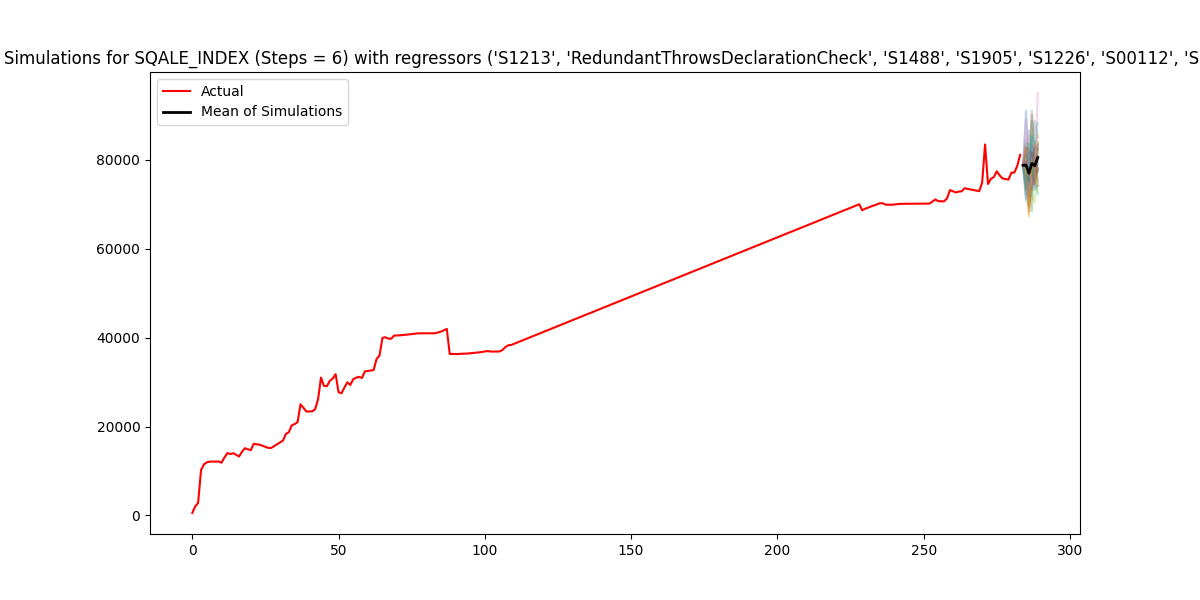 Simulations for SQALE_INDEX (Steps = 6) with regressors ('S1213', 'RedundantThrowsDeclarationCheck', 'S1488', 'S1905', 'S1226', 'S00112', 'S
Actual
Mean of Simulations
80000
60000
40000
20000
0
0 50 100 150 200 250 300